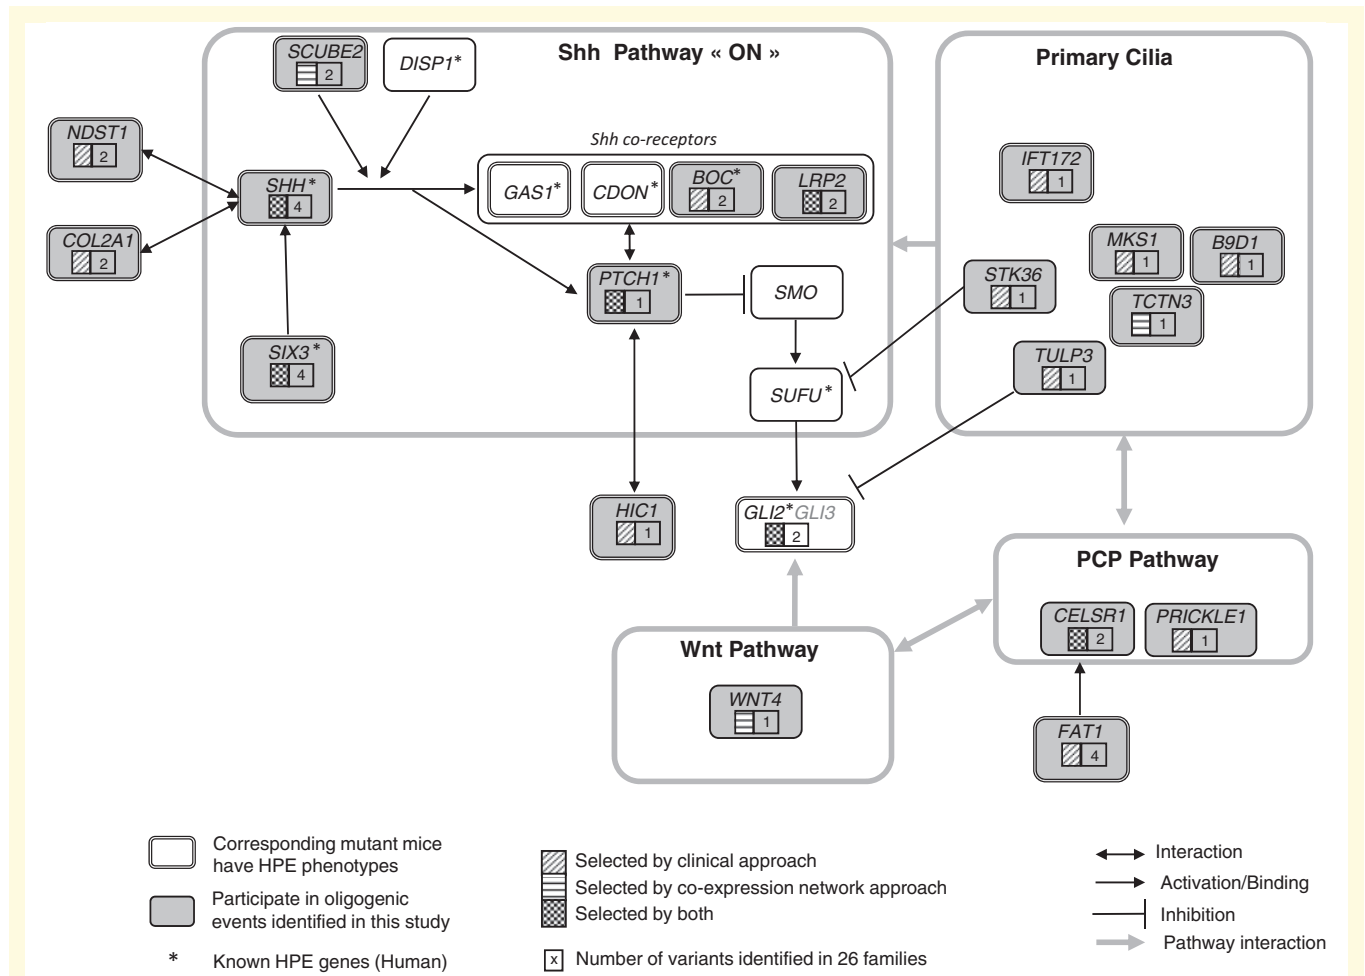 Shh Pathway « ON »
SCUBE2
2
DISP1*
NDST1
2
COL2A1
2
SHH*
4
SIX3*
4
Shh co-receptors
GAS1*
CDON*
BOC*
2
LRP2
2
PTCH1*
1
SMO
SUFU*
HIC1
1
GLI2*GLI3
2
Primary Cilia
IFT172
1
MKS1
1
B9D1
1
STK36
1
TCTN3
1
TULP3
1
PCP Pathway
CELSR1
2
PRICKLE1
1
FAT1
4
Wnt Pathway
WNT4
1
Corresponding mutant mice
have HPE phenotypes
Participate in oligogenic
events identified in this study
* Known HPE genes (Human)
Selected by clinical approach
Selected by co-expression network approach
Selected by both
x Number of variants identified in 26 families
Interaction
Activation/Binding
Inhibition
Pathway interaction